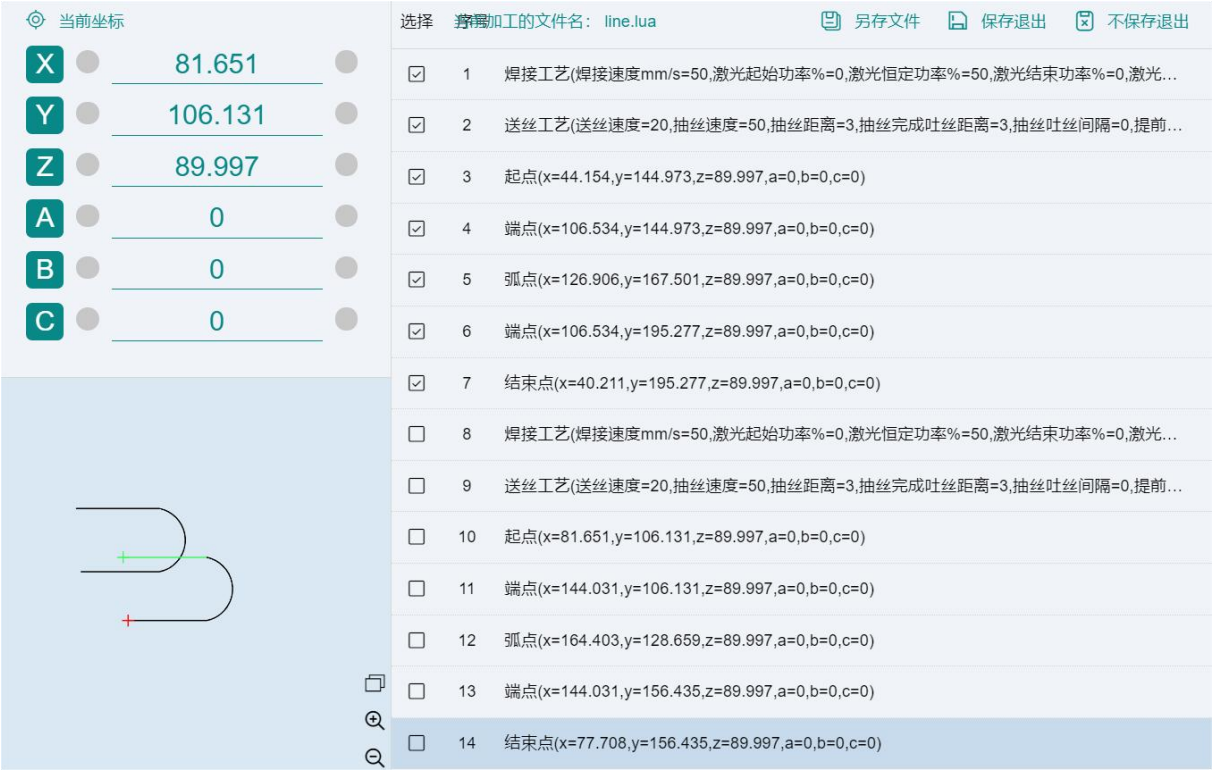 当前坐标
X 81.651
Y 106.131
Z 89.997
A 0
B 0
C 0
选择 序号 当前加工的文件名： line.lua 另存文件 保存退出 不保存退出
1 焊接工艺(焊接速度mm/s=50,激光起始功率%=0,激光恒定功率%=50,激光结束功率%=0,激光...
2 送丝工艺(送丝速度=20,抽丝速度=50,抽丝距离=3,抽丝完成吐丝距离=3,抽丝吐丝间隔=0,提前...
3 起点(x=44.154,y=144.973,z=89.997,a=0,b=0,c=0)
4 端点(x=106.534,y=144.973,z=89.997,a=0,b=0,c=0)
5 弧点(x=126.906,y=167.501,z=89.997,a=0,b=0,c=0)
6 端点(x=106.534,y=195.277,z=89.997,a=0,b=0,c=0)
7 结束点(x=40.211,y=195.277,z=89.997,a=0,b=0,c=0)
8 焊接工艺(焊接速度mm/s=50,激光起始功率%=0,激光恒定功率%=50,激光结束功率%=0,激光...
9 送丝工艺(送丝速度=20,抽丝速度=50,抽丝距离=3,抽丝完成吐丝距离=3,抽丝吐丝间隔=0,提前...
10 起点(x=81.651,y=106.131,z=89.997,a=0,b=0,c=0)
11 端点(x=144.031,y=106.131,z=89.997,a=0,b=0,c=0)
12 弧点(x=164.403,y=128.659,z=89.997,a=0,b=0,c=0)
13 端点(x=144.031,y=156.435,z=89.997,a=0,b=0,c=0)
14 结束点(x=77.708,y=156.435,z=89.997,a=0,b=0,c=0)